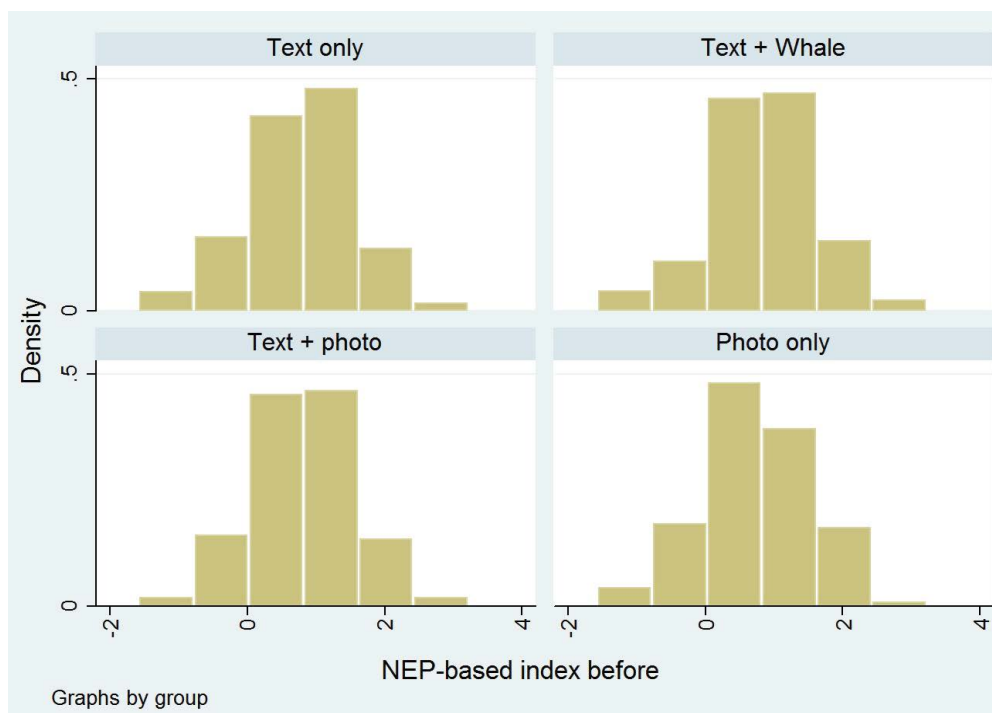 Text only
Text + Whale
.5
0
Text + photo
Photo only
.5
0
Density
-2 0 2 4
-2 0 2 4
NEP-based index before
Graphs by group